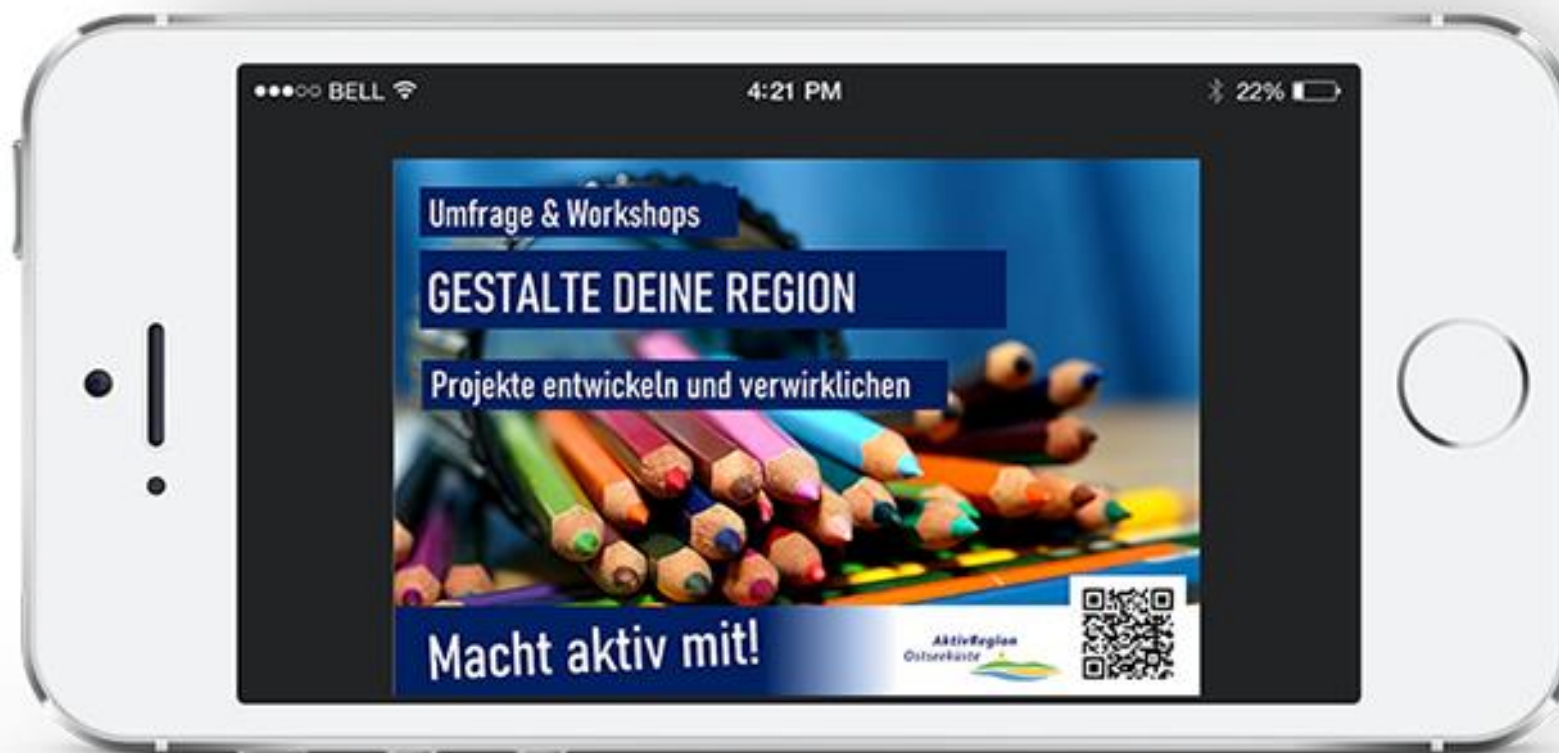 BELL 4:21 PM 22%
Umfrage & Workshops
GESTALTE DEINE REGION
Projekte entwickeln und verwirklichen
Macht aktiv mit!
AktivRegion
Ostseeküste